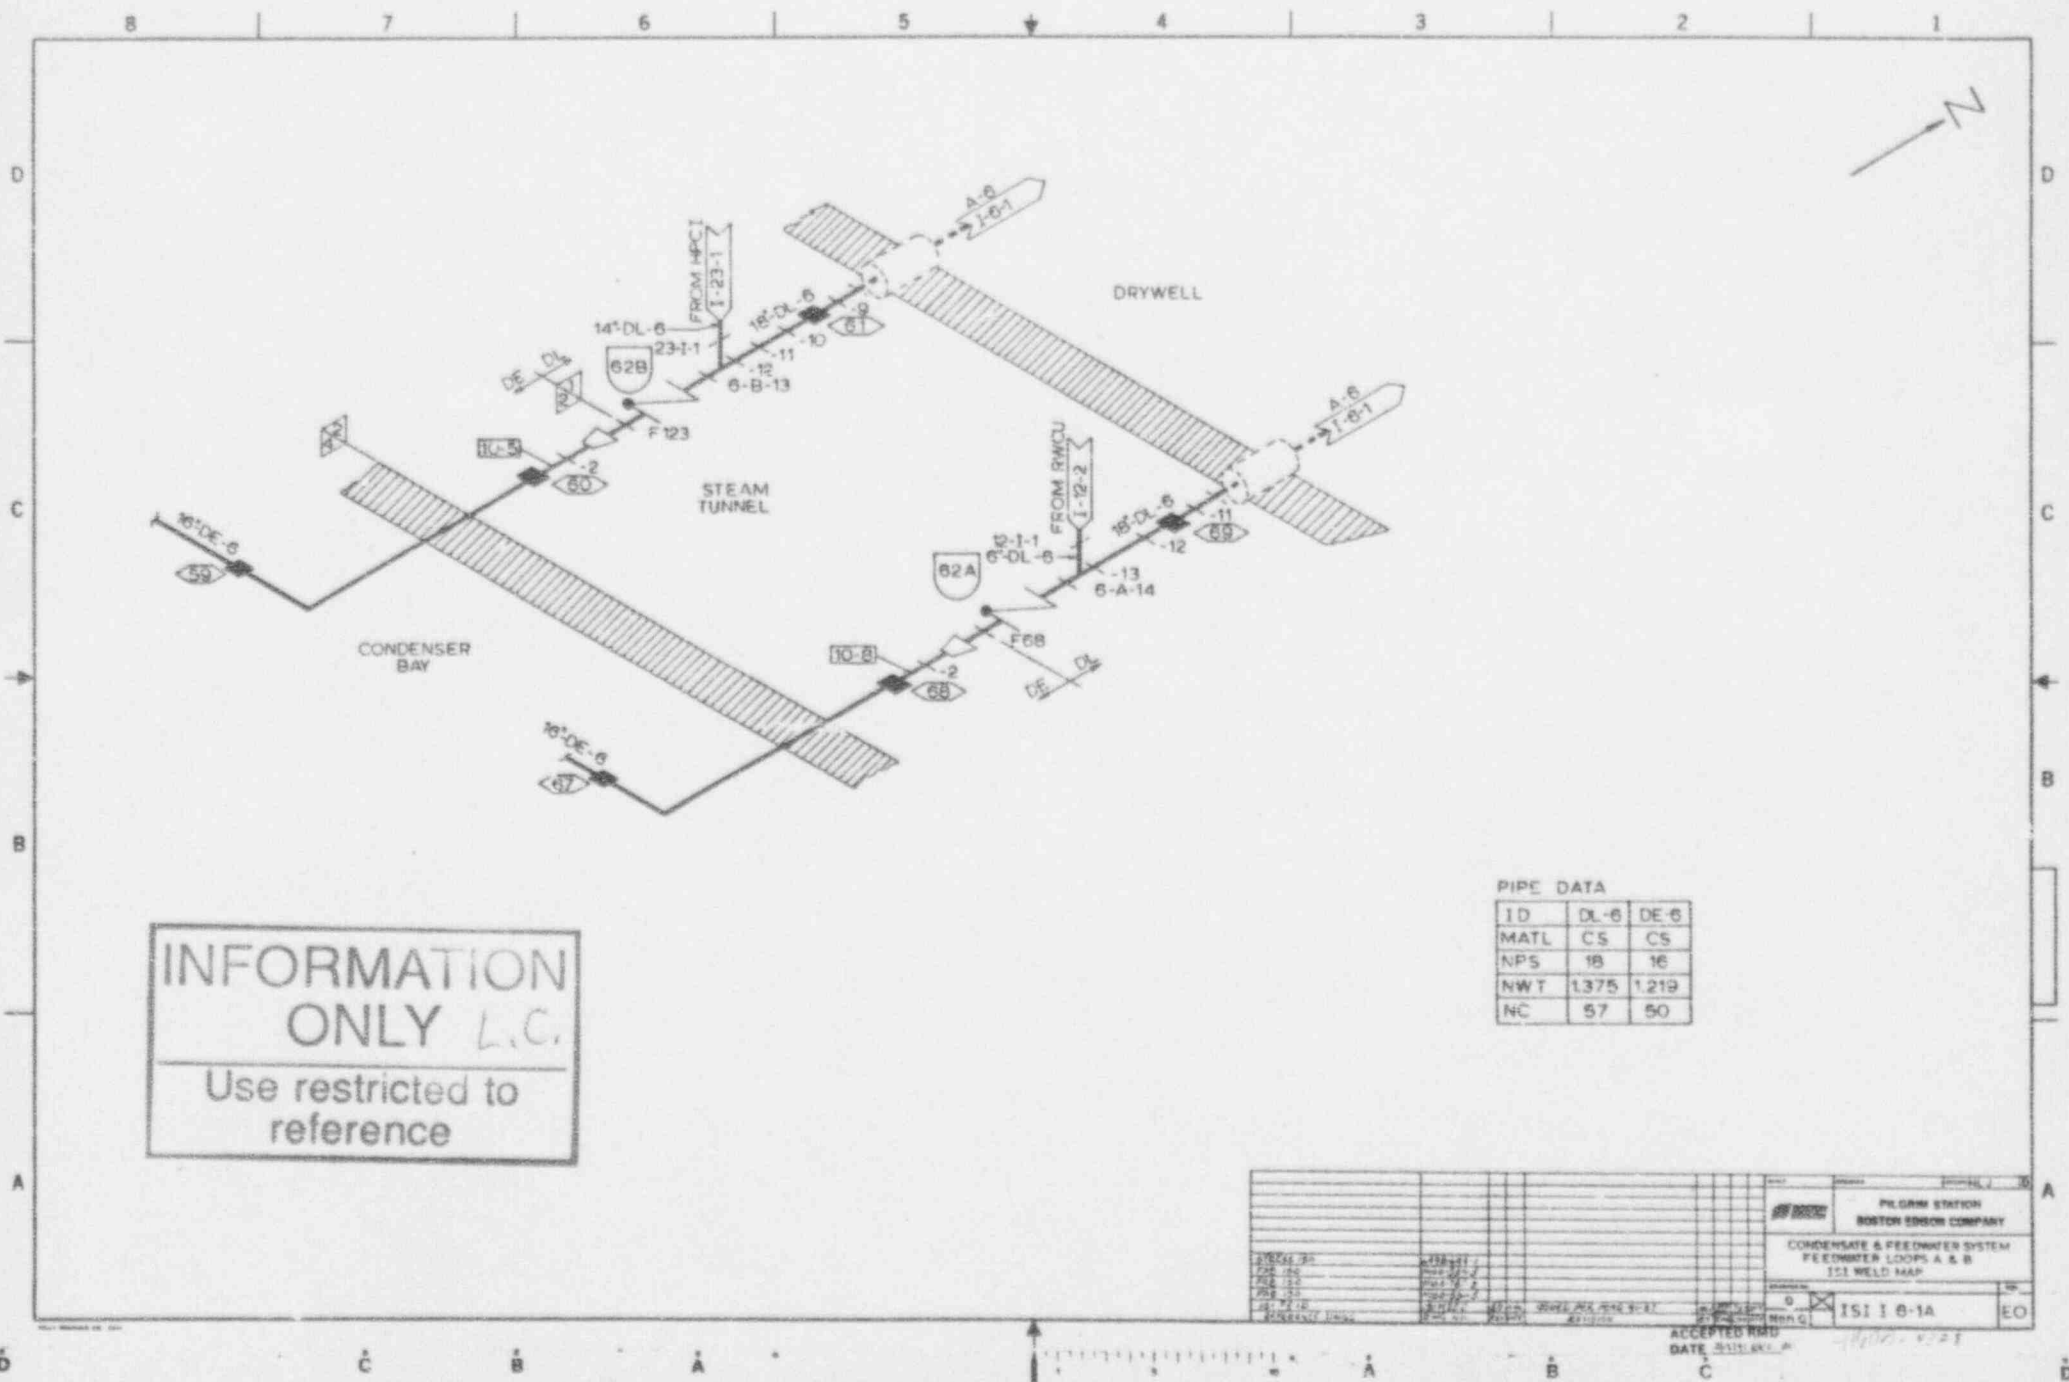 8 7 6 5 4 3 2 1
D
D
N
A-6
I-6-1
FROM HPCI
I-23-1
DRYWELL
18"-DL-6
-9
61
14"-DL-6
23-I-1
-10
-11
-12
6-B-13
62B
DE DL
F123
10-5
-2
60
A-6
I-6-1
FROM RWCU
I-12-2
STEAM
TUNNEL
C
C
16"-DE-6
59
18"-DL-6
-11
69
-12
12-I-1
6"-DL-6
-13
6-A-14
62A
F68
DE DL
10-8
-2
68
CONDENSER
BAY
16"-DE-6
67
B
B
PIPE DATA
ID DL-6 DE-6
MATL CS CS
NPS 18 16
NWT 1.375 1.219
NC 57 50
INFORMATION
ONLY L.C.
Use restricted to
reference
A
A
PILGRIM STATION
BOSTON EDISON COMPANY
CONDENSATE & FEEDWATER SYSTEM
FEEDWATER LOOPS A & B
ISI WELD MAP
Q
Non Q
ISI I 6-1A
E0
ACCEPTED RMD
DATE
D C B A A B C D